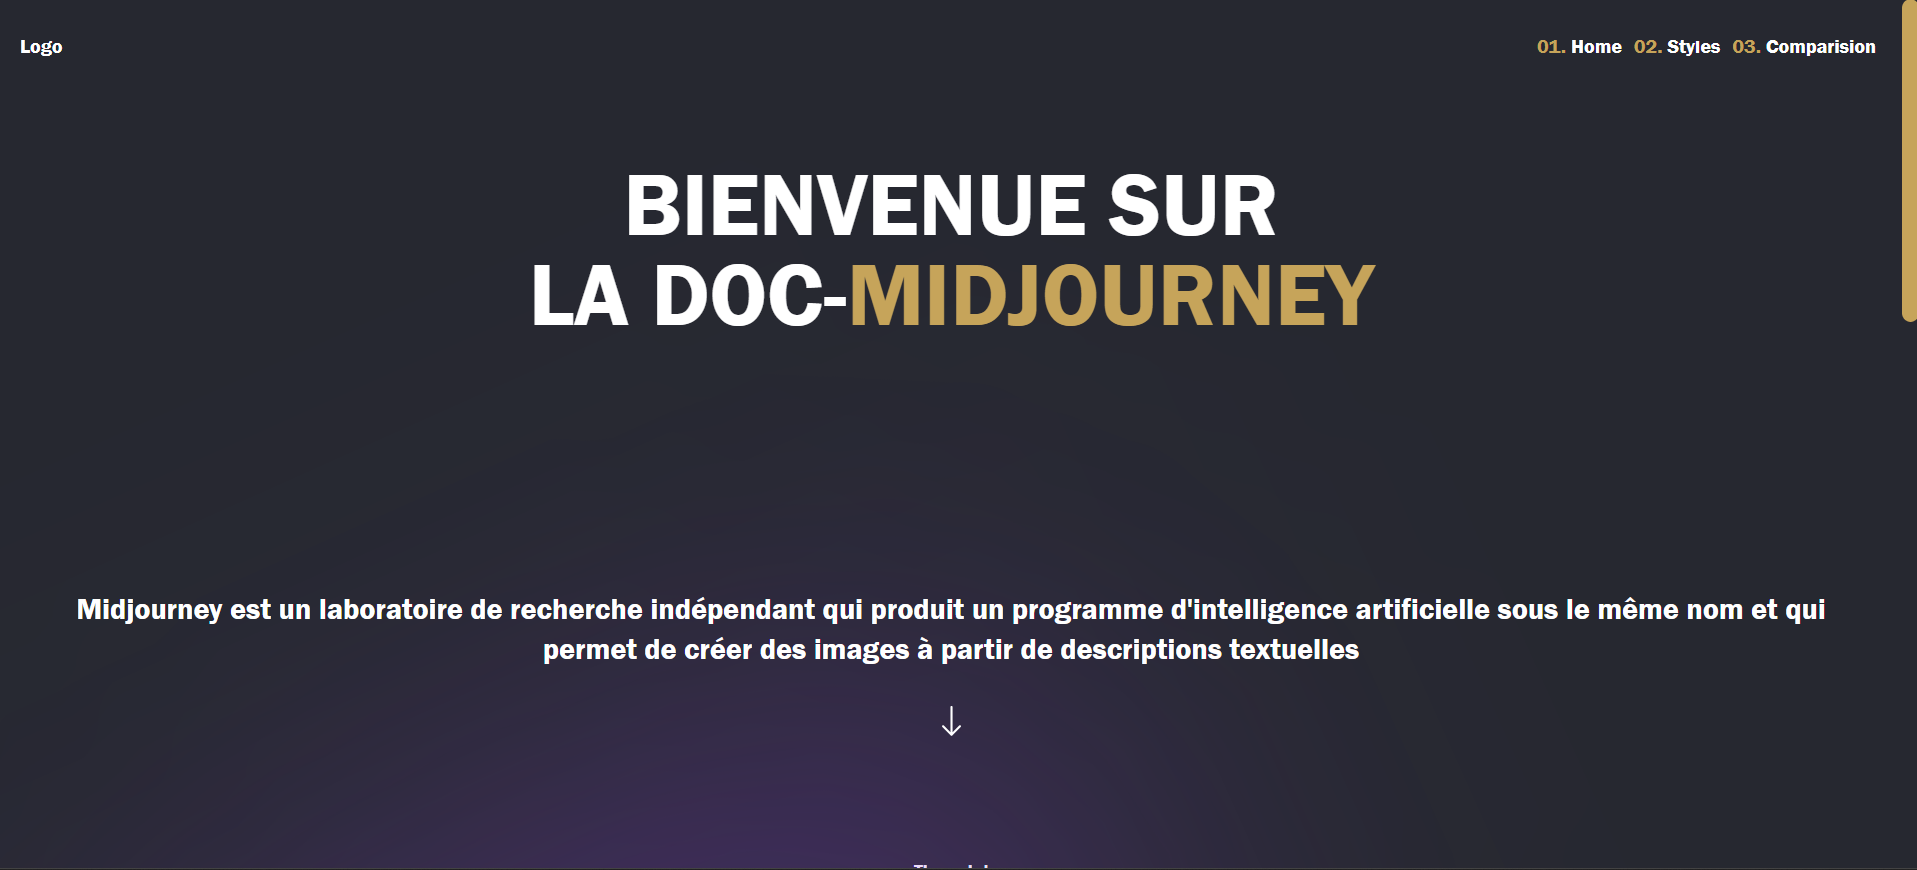 Logo
01. Home 02. Styles 03. Comparision
BIENVENUE SUR
LA DOC-MIDJOURNEY
Midjourney est un laboratoire de recherche indépendant qui produit un programme d'intelligence artificielle sous le même nom et qui
permet de créer des images à partir de descriptions textuelles